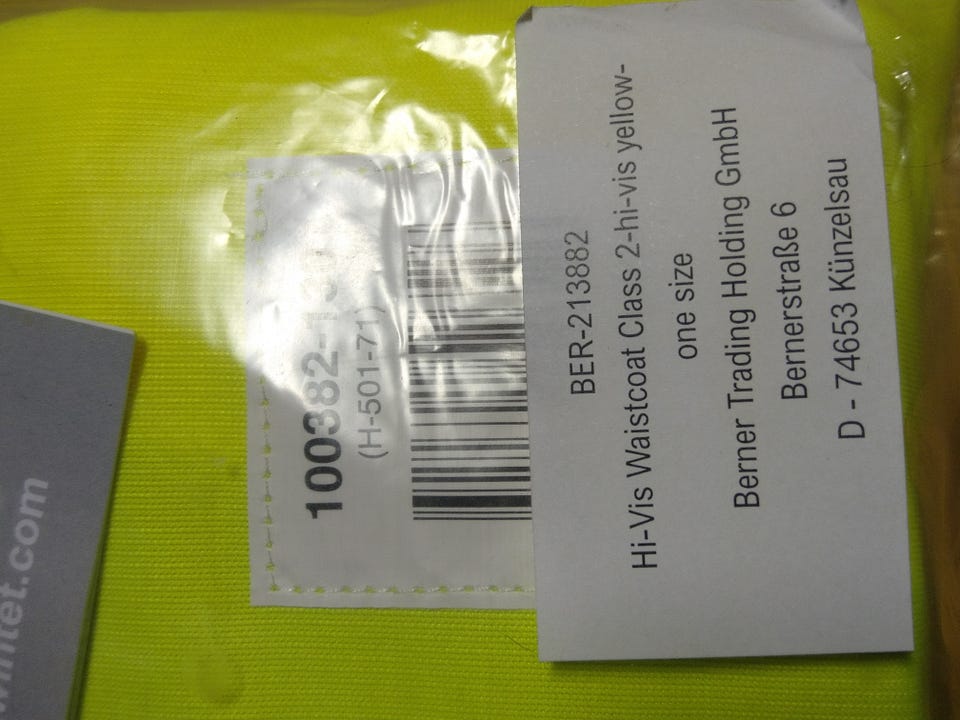 BER-213882
Hi-Vis Waistcoat Class 2-hi-vis yellow-
one size
Berner Trading Holding GmbH
Bernerstraße 6
D - 74653 Künzelsau
(H-501-71)